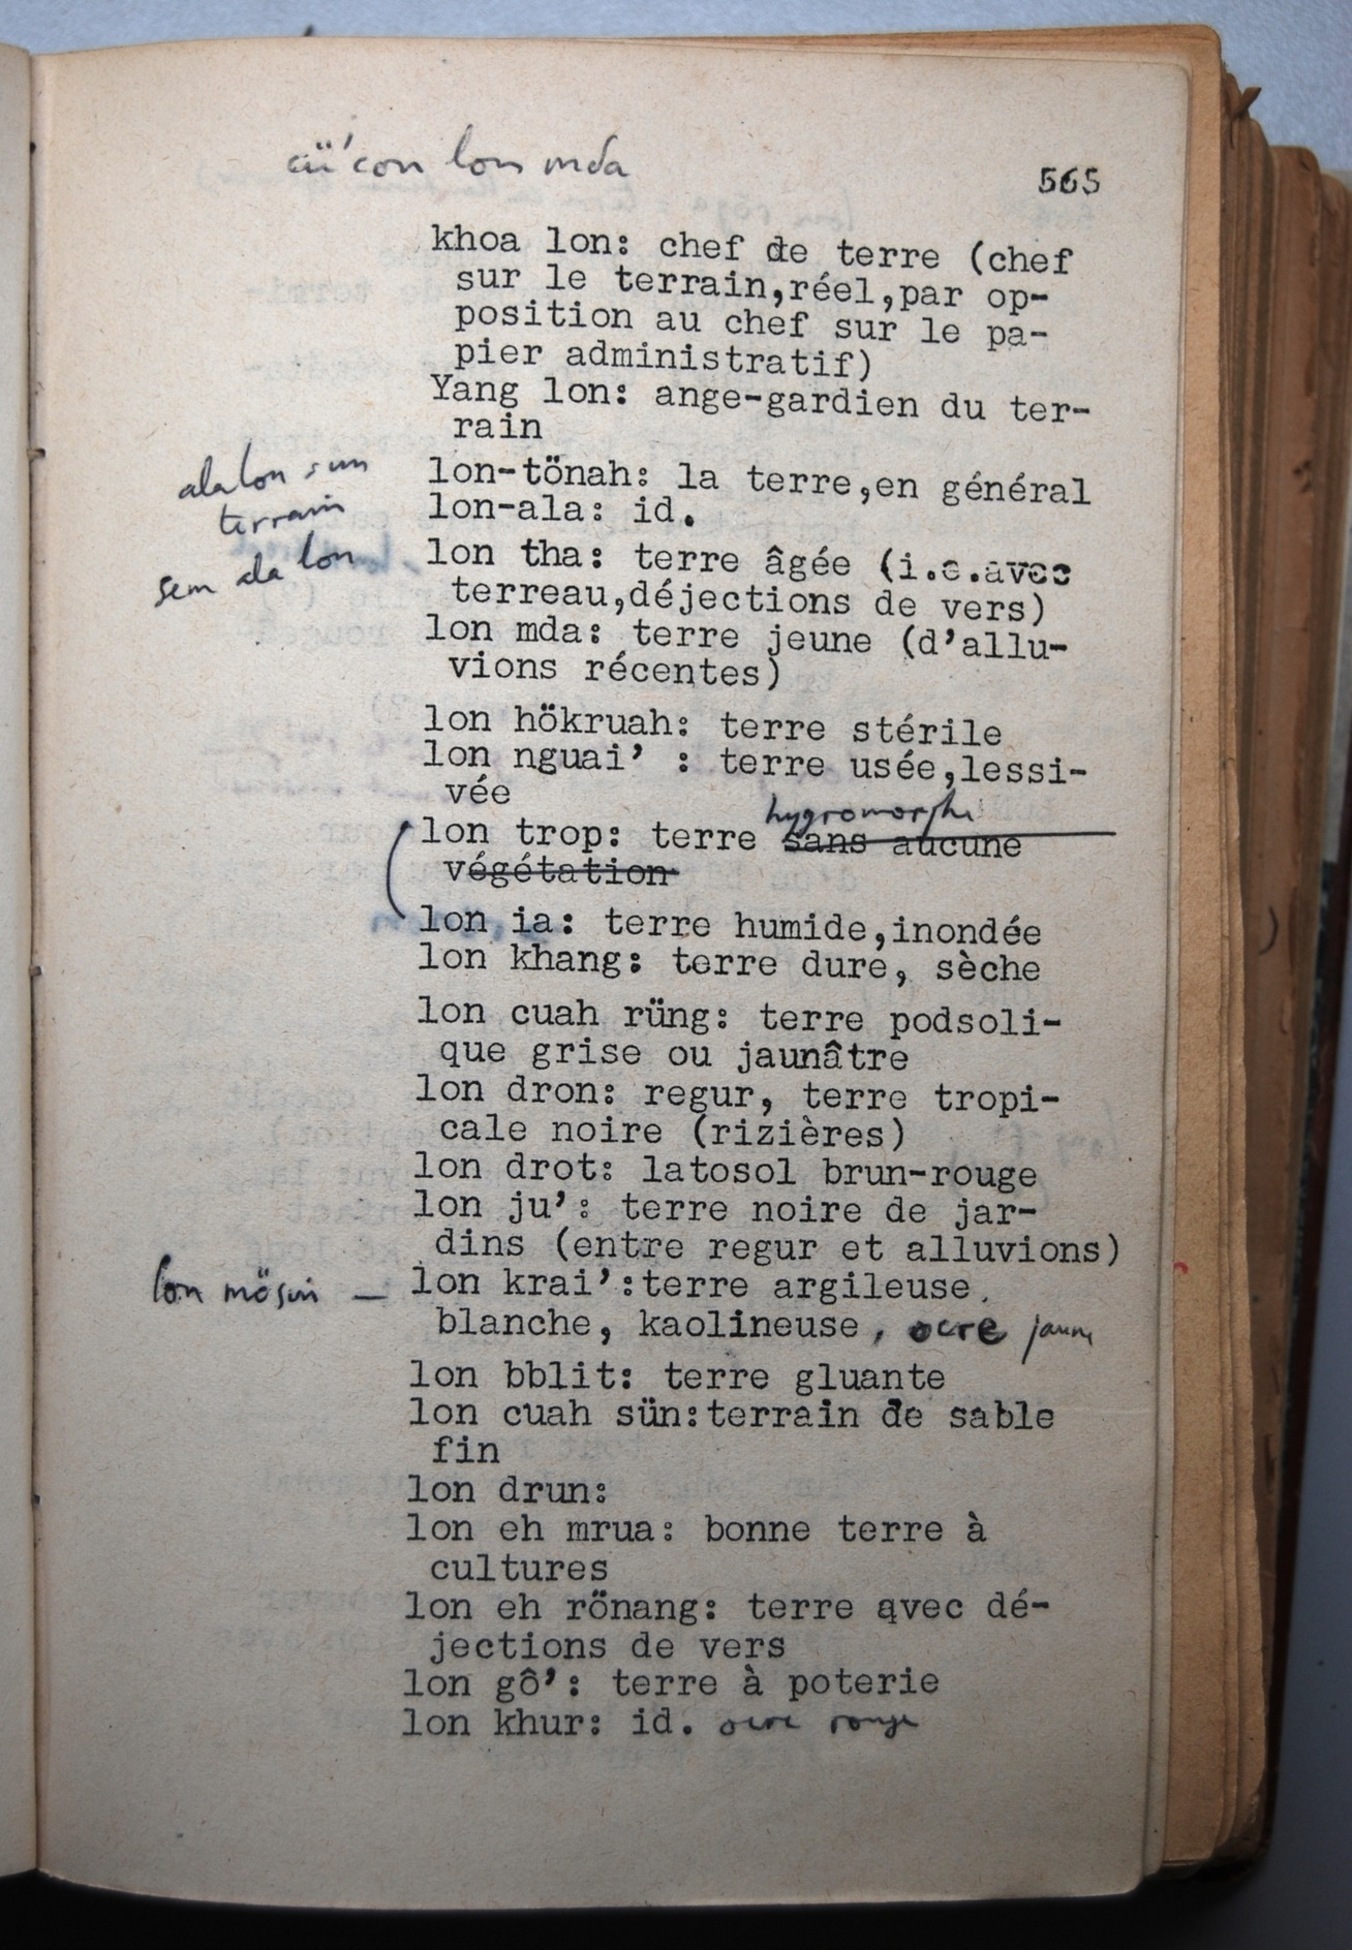 cü'con lon mda
565
khoa lon: chef de terre (chef
sur le terrain,réel,par op-
position au chef sur le pa-
pier administratif)
Yang lon: ange-gardien du ter-
rain
alalon sun
terrain
sem ala lon
lon-tönah: la terre,en général
lon-ala: id.
lon tha: terre âgée (i.e.avec
terreau,déjections de vers)
lon mda: terre jeune (d'allu-
vions récentes)
lon hökruah: terre stérile
lon nguai' : terre usée,lessi-
vée
hygromorphe
lon trop: terre sans aucune
végétation
lon ia: terre humide,inondée
lon khang: terre dure, sèche
lon cuah rüng: terre podsoli-
que grise ou jaunâtre
lon dron: regur, terre tropi-
cale noire (rizières)
lon drot: latosol brun-rouge
lon ju': terre noire de jar-
dins (entre regur et alluvions)
lon — lon krai':terre argileuse
blanche, kaolineuse, ocre jaune
lon bblit: terre gluante
lon cuah sün:terrain de sable
fin
lon drun:
lon eh mrua: bonne terre à
cultures
lon eh rönang: terre avec dé-
jections de vers
lon gô': terre à poterie
lon khur: id. ocre rouge